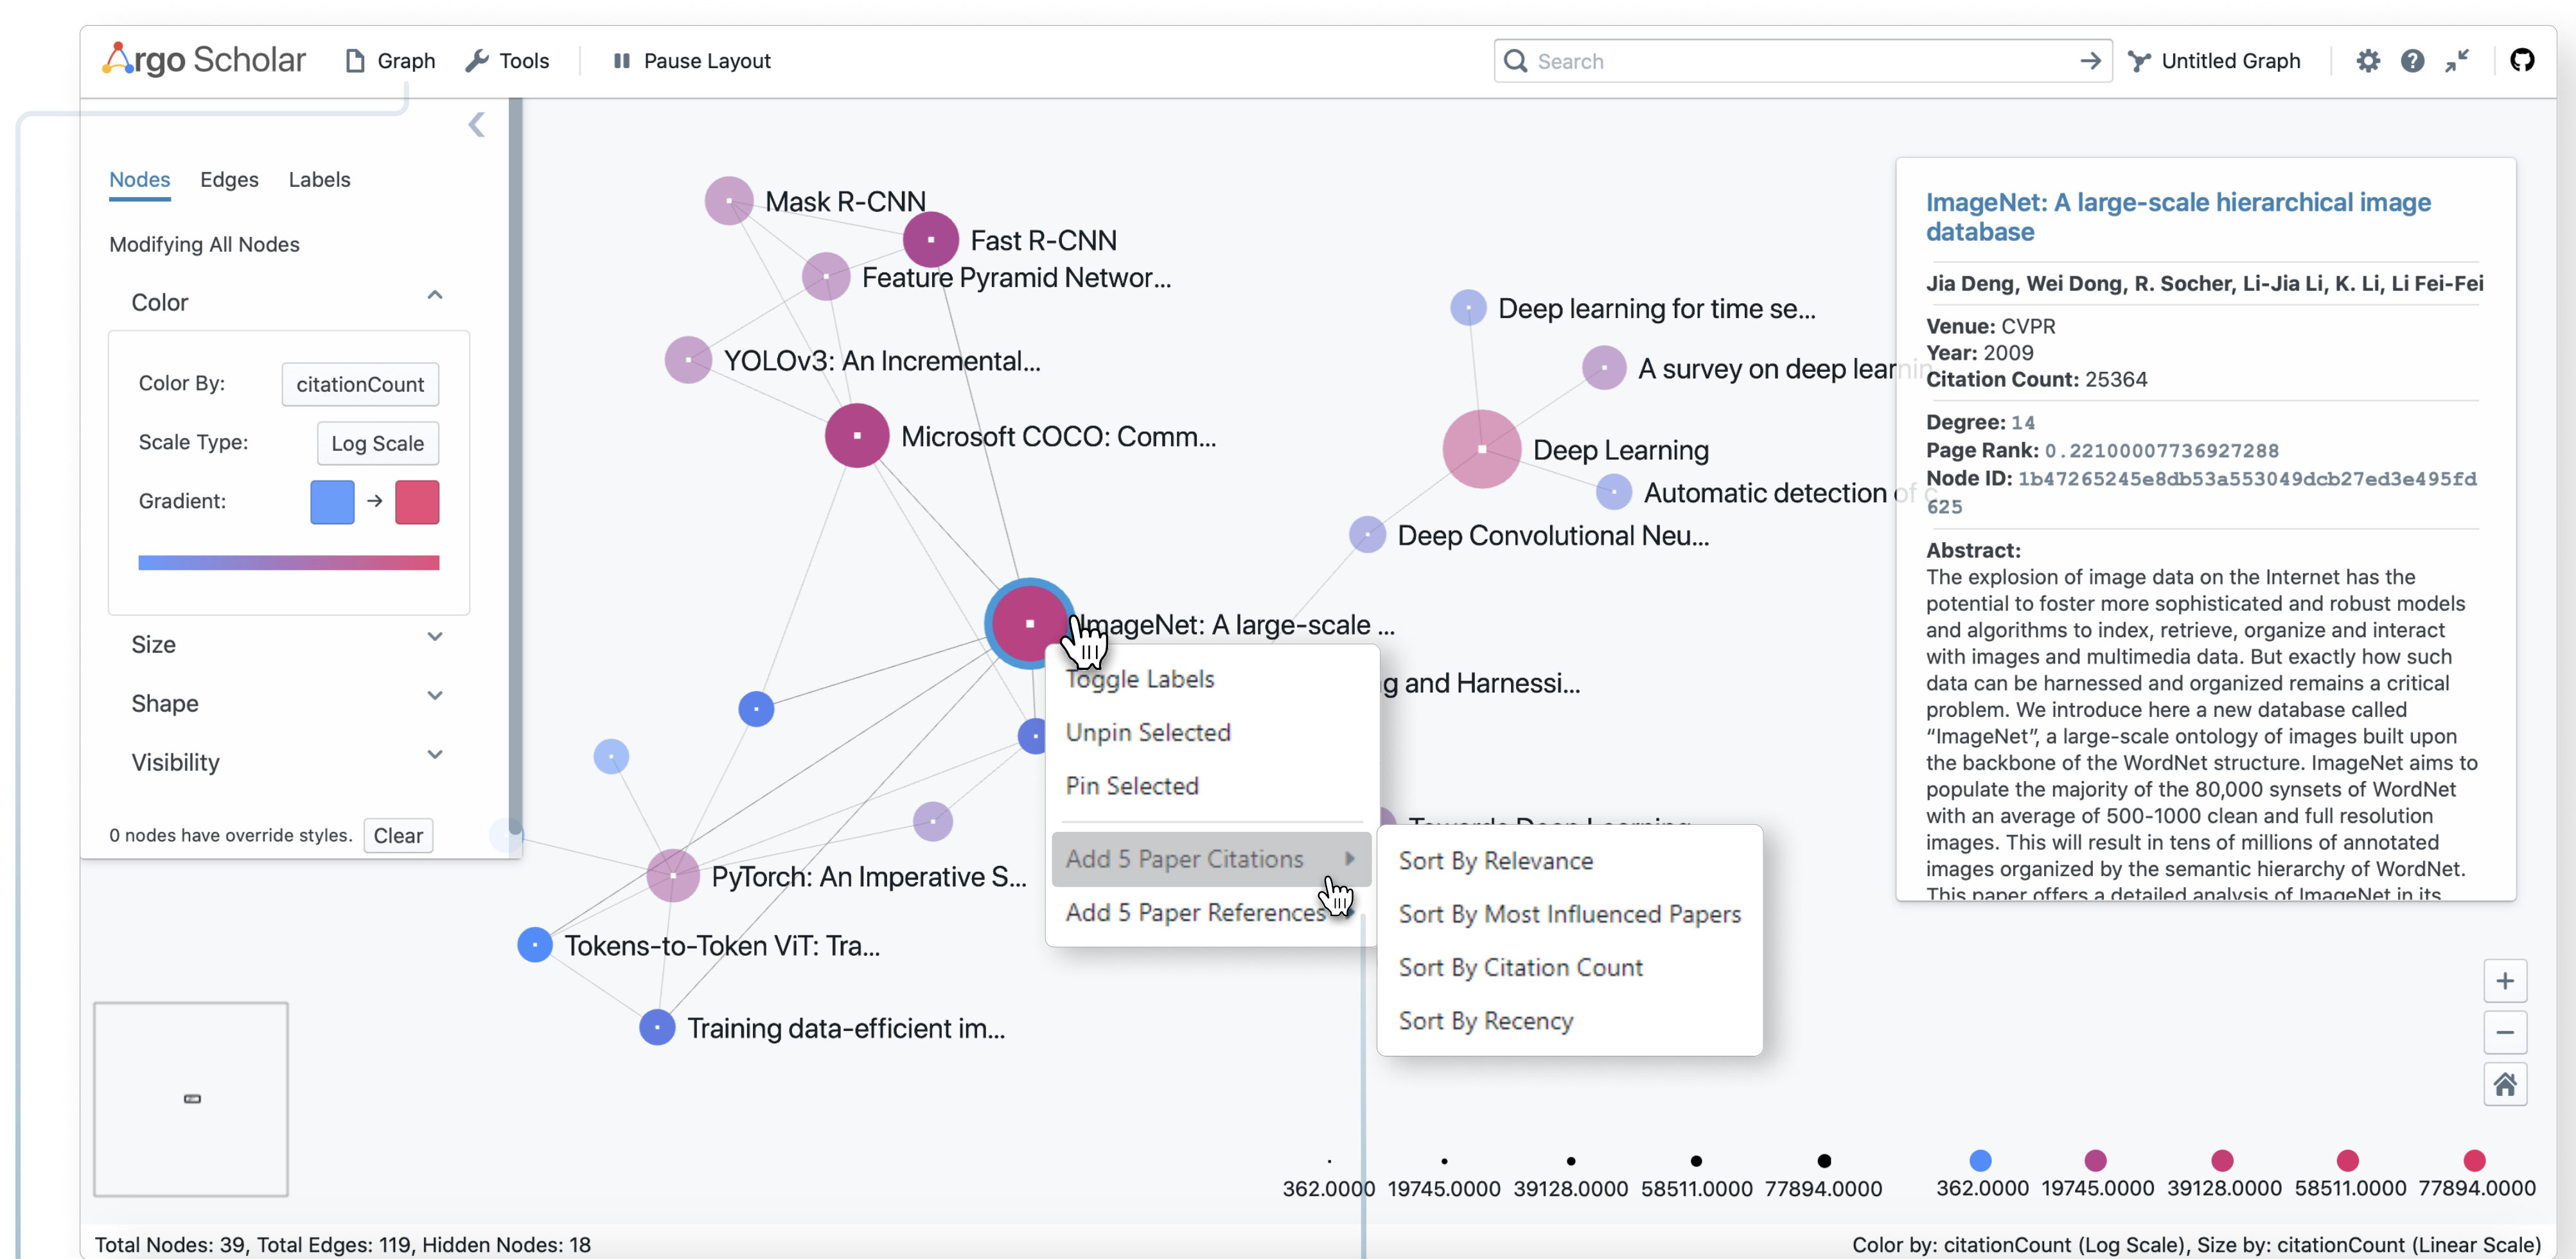 Argo Scholar
Graph
Tools
Pause Layout
Search
Untitled Graph
Nodes
Edges
Labels
Modifying All Nodes
Color
Color By:
citationCount
Scale Type:
Log Scale
Gradient:
Size
Shape
Visibility
0 nodes have override styles.
Clear
Mask R-CNN
Fast R-CNN
Feature Pyramid Networ...
YOLOv3: An Incremental...
Microsoft COCO: Comm...
Deep learning for time se...
A survey on deep learnin
Deep Learning
Automatic detection of c
Deep Convolutional Neu...
ImageNet: A large-scale ...
g and Harnessi...
Towards Deep Learning
PyTorch: An Imperative S...
Tokens-to-Token ViT: Tra...
Training data-efficient im...
Toggle Labels
Unpin Selected
Pin Selected
Add 5 Paper Citations
Add 5 Paper References
Sort By Relevance
Sort By Most Influenced Papers
Sort By Citation Count
Sort By Recency
ImageNet: A large-scale hierarchical image
database
Jia Deng, Wei Dong, R. Socher, Li-Jia Li, K. Li, Li Fei-Fei
Venue: CVPR
Year: 2009
Citation Count: 25364
Degree: 14
Page Rank: 0.22100007736927288
Node ID: 1b47265245e8db53a553049dcb27ed3e495fd
625
Abstract:
The explosion of image data on the Internet has the
potential to foster more sophisticated and robust models
and algorithms to index, retrieve, organize and interact
with images and multimedia data. But exactly how such
data can be harnessed and organized remains a critical
problem. We introduce here a new database called
“ImageNet”, a large-scale ontology of images built upon
the backbone of the WordNet structure. ImageNet aims to
populate the majority of the 80,000 synsets of WordNet
with an average of 500-1000 clean and full resolution
images. This will result in tens of millions of annotated
images organized by the semantic hierarchy of WordNet.
This paper offers a detailed analysis of ImageNet in its
362.0000 19745.0000 39128.0000 58511.0000 77894.0000
362.0000 19745.0000 39128.0000 58511.0000 77894.0000
Total Nodes: 39, Total Edges: 119, Hidden Nodes: 18
Color by: citationCount (Log Scale), Size by: citationCount (Linear Scale)